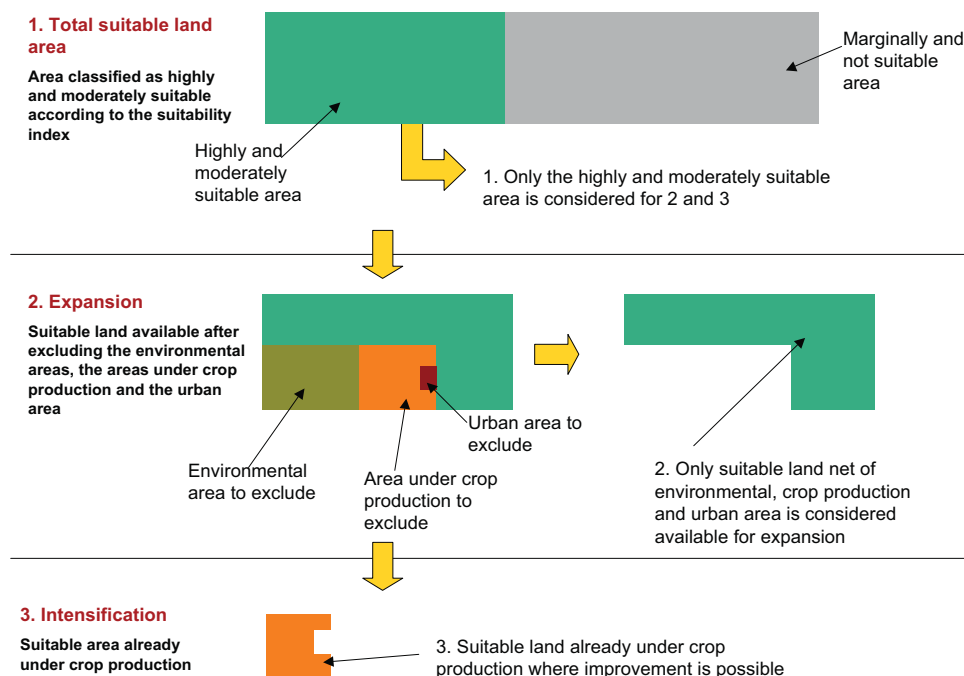 1. Total suitable land
area
Area classified as highly
and moderately suitable
according to the suitability
index
Marginally and
not suitable
area
Highly and
moderately
suitable area
1. Only the highly and moderately suitable
area is considered for 2 and 3
2. Expansion
Suitable land available after
excluding the environmental
areas, the areas under crop
production and the urban
area
Environmental
area to exclude
Area under crop
production to
exclude
Urban area to
exclude
2. Only suitable land net of
environmental, crop production
and urban area is considered
available for expansion
3. Intensification
Suitable area already
under crop production
3. Suitable land already under crop
production where improvement is possible